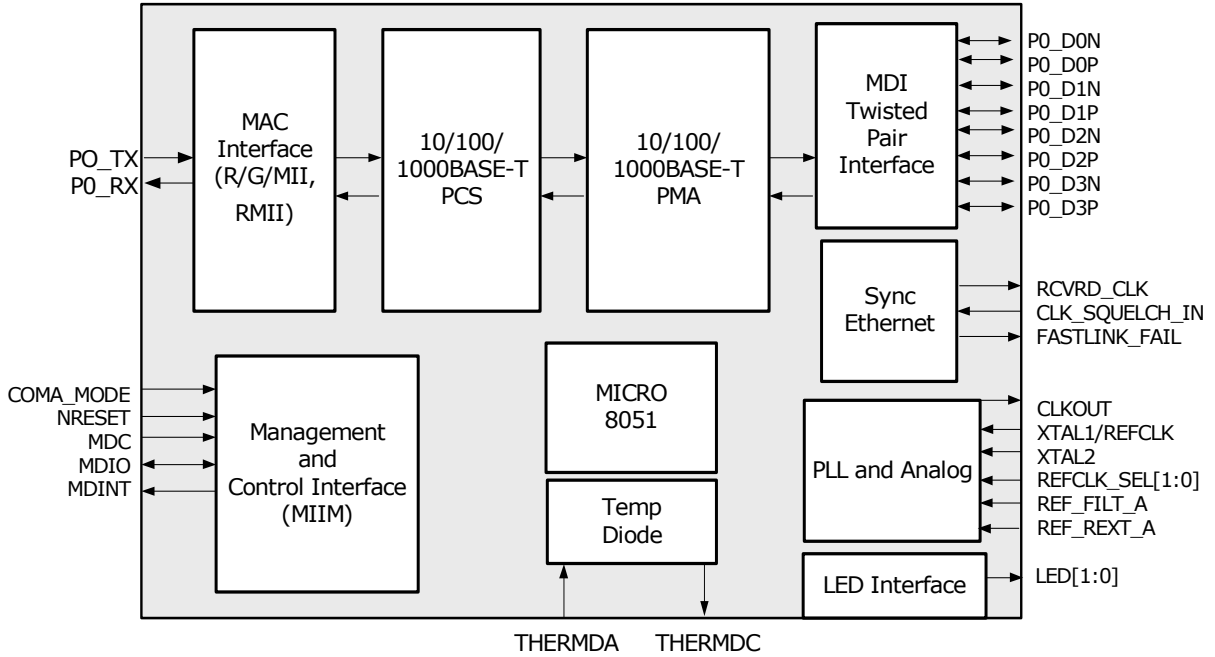 PO_TX
P0_RX
MAC
Interface
(R/G/MII,
RMII)
10/100/
1000BASE-T
PCS
10/100/
1000BASE-T
PMA
MDI
Twisted
Pair
Interface
P0_D0N
P0_D0P
P0_D1N
P0_D1P
P0_D2N
P0_D2P
P0_D3N
P0_D3P
Sync
Ethernet
RCVRD_CLK
CLK_SQUELCH_IN
FASTLINK_FAIL
COMA_MODE
NRESET
MDC
MDIO
MDINT
Management
and
Control Interface
(MIIM)
MICRO
8051
Temp
Diode
PLL and Analog
CLKOUT
XTAL1/REFCLK
XTAL2
REFCLK_SEL[1:0]
REF_FILT_A
REF_REXT_A
LED Interface
LED[1:0]
THERMDA
THERMDC